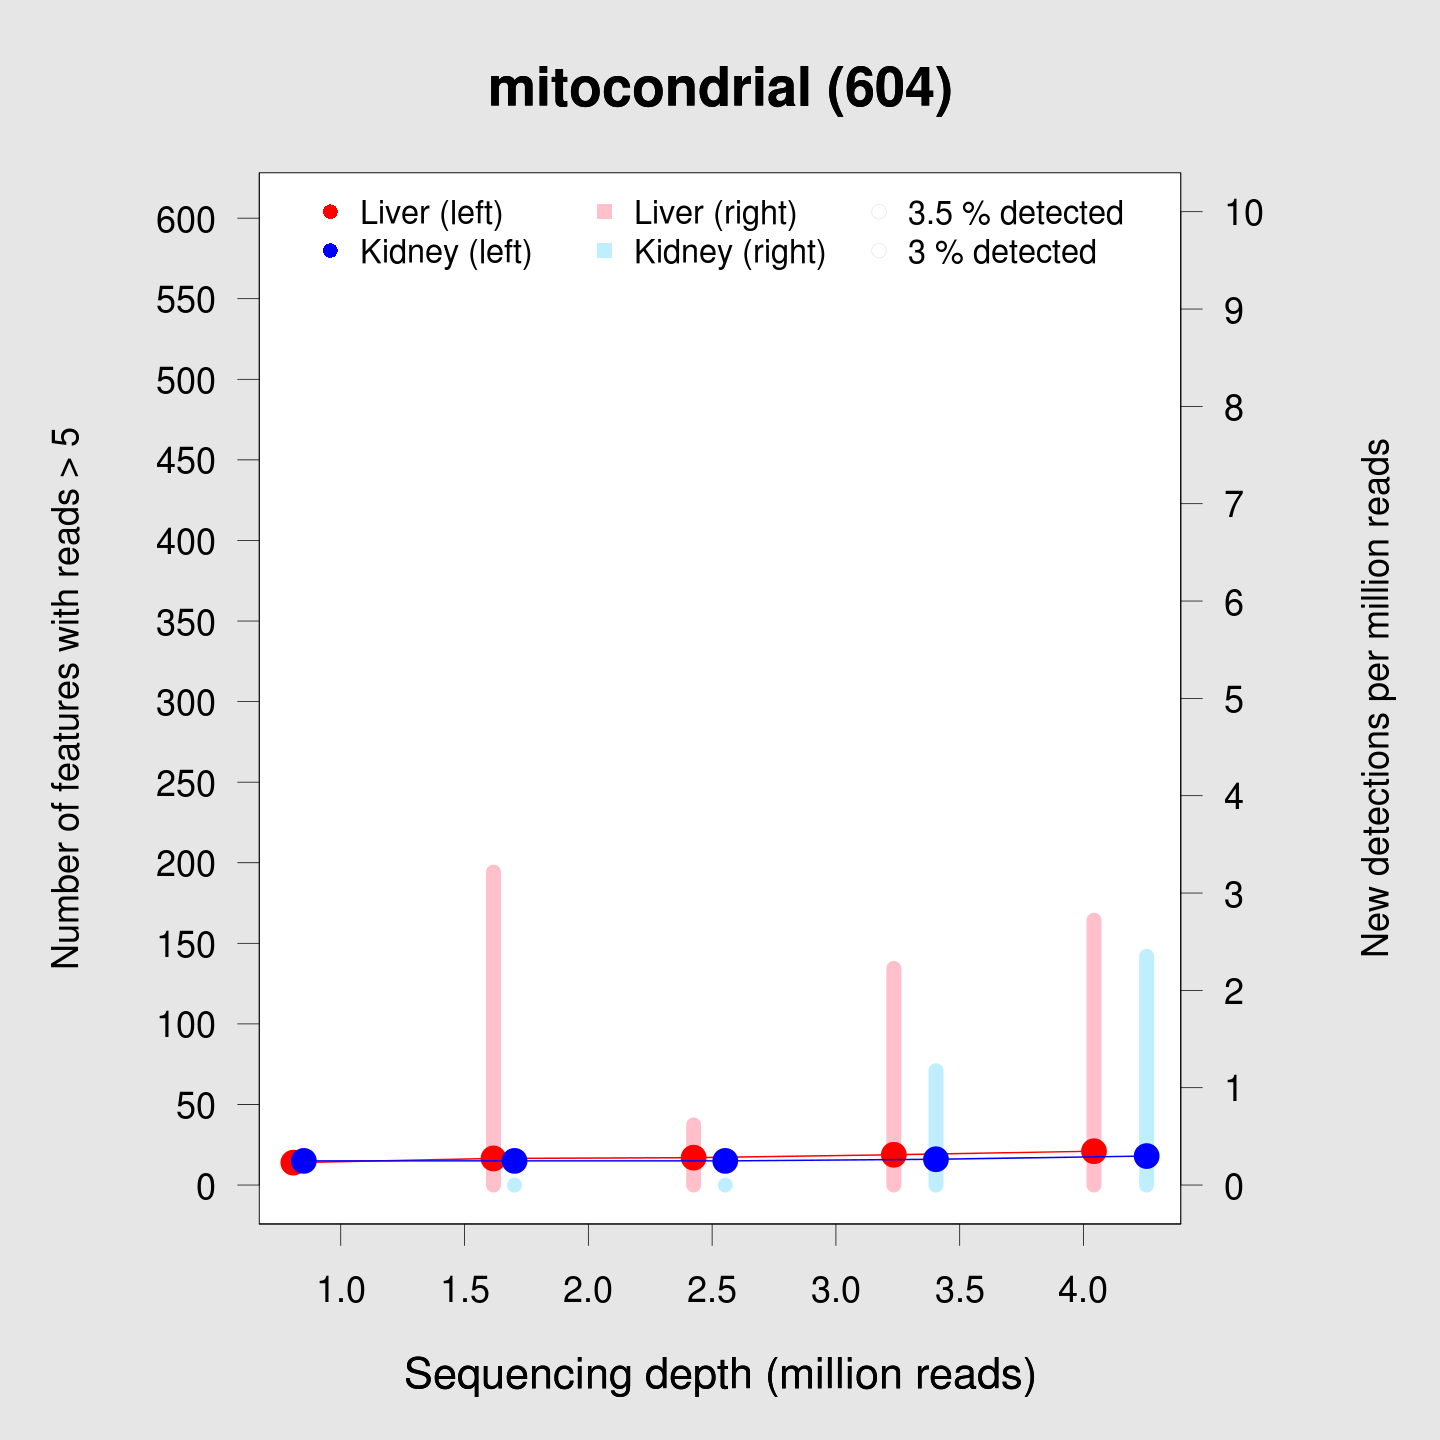 mitocondrial (604)
Liver (left)
Kidney (left)
Liver (right)
Kidney (right)
3.5 % detected
3 % detected
Number of features with reads > 5
600
550
500
450
400
350
300
250
200
150
100
50
0
10
9
8
7
6
5
4
3
2
1
0
New detections per million reads
1.0 1.5 2.0 2.5 3.0 3.5 4.0
Sequencing depth (million reads)